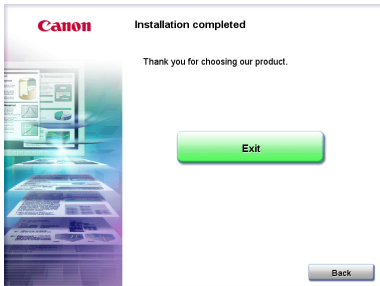 Canon
Installation completed
Thank you for choosing our product.
Exit
Back